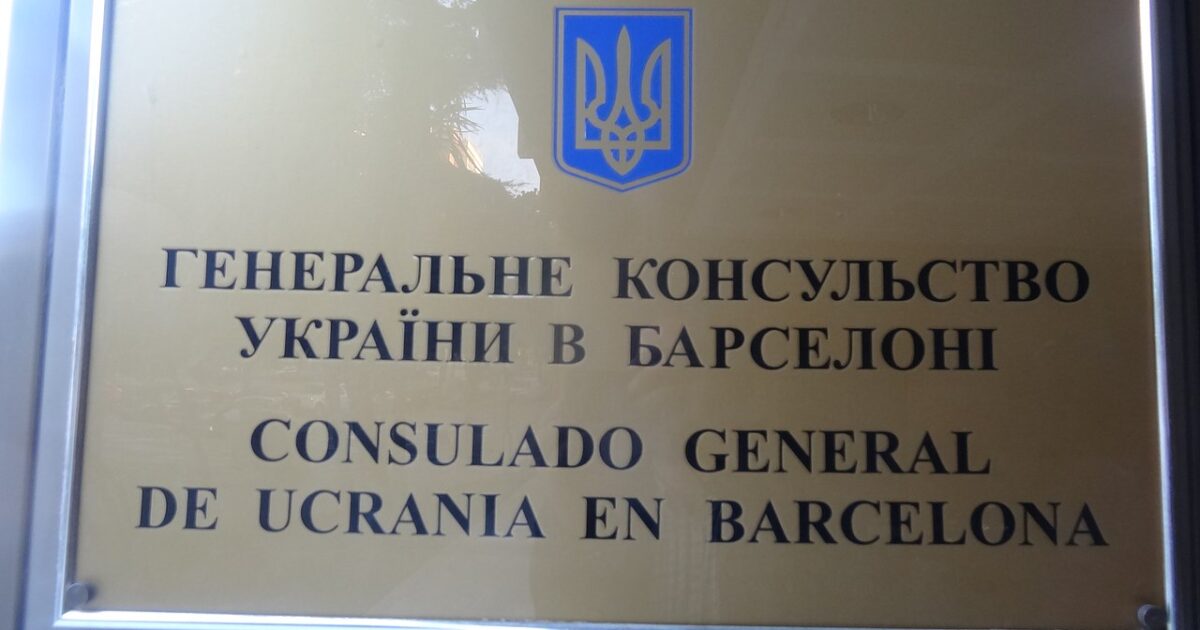 ГЕНЕРАЛЬНЕ КОНСУЛЬСТВО
УКРАЇНИ В БАРСЕЛОНІ
CONSULADO GENERAL
DE UCRANIA EN BARCELONA